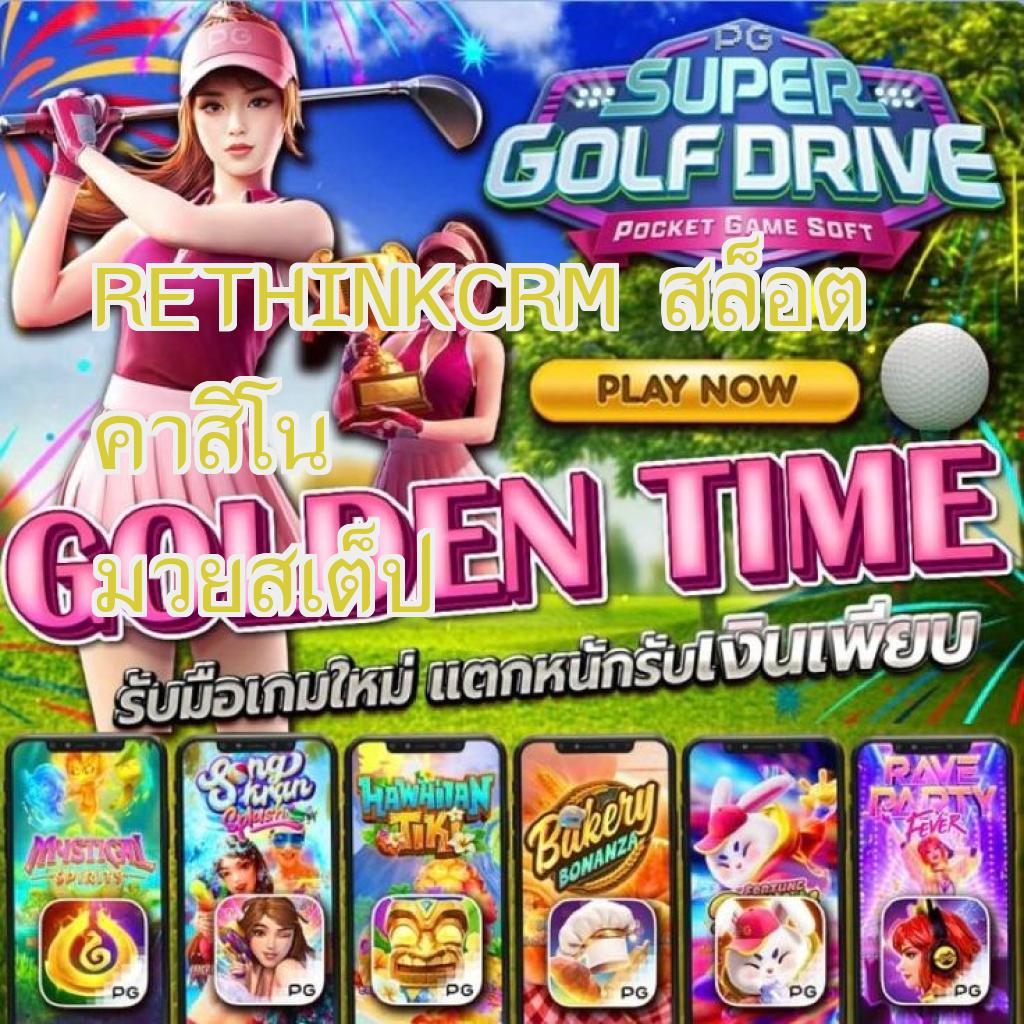 PG
PG
SUPER
GOLF DRIVE
POCKET GAME SOFT
RETHINKCRM สล็อต
คาสิโน
PLAY NOW
GOLDEN TIME
มวยสเต็ป
รับมือเกมใหม่ แตกหนักรับเงินเพียบ
MYSTICAL
SPIRITS
Songkran
Splash
HAWAIIAN
TIKI
Bakery
BONANZA
FORTUNE
RAVE
PARTY
FEVER
PG
PG
PG
PG
PG
PG